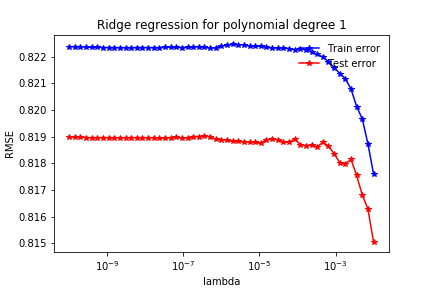 Ridge regression for polynomial degree 1
Train error
Test error
0.822
0.821
0.820
0.819
0.818
0.817
0.816
0.815
RMSE
10⁻⁹
10⁻⁷
10⁻⁵
10⁻³
lambda